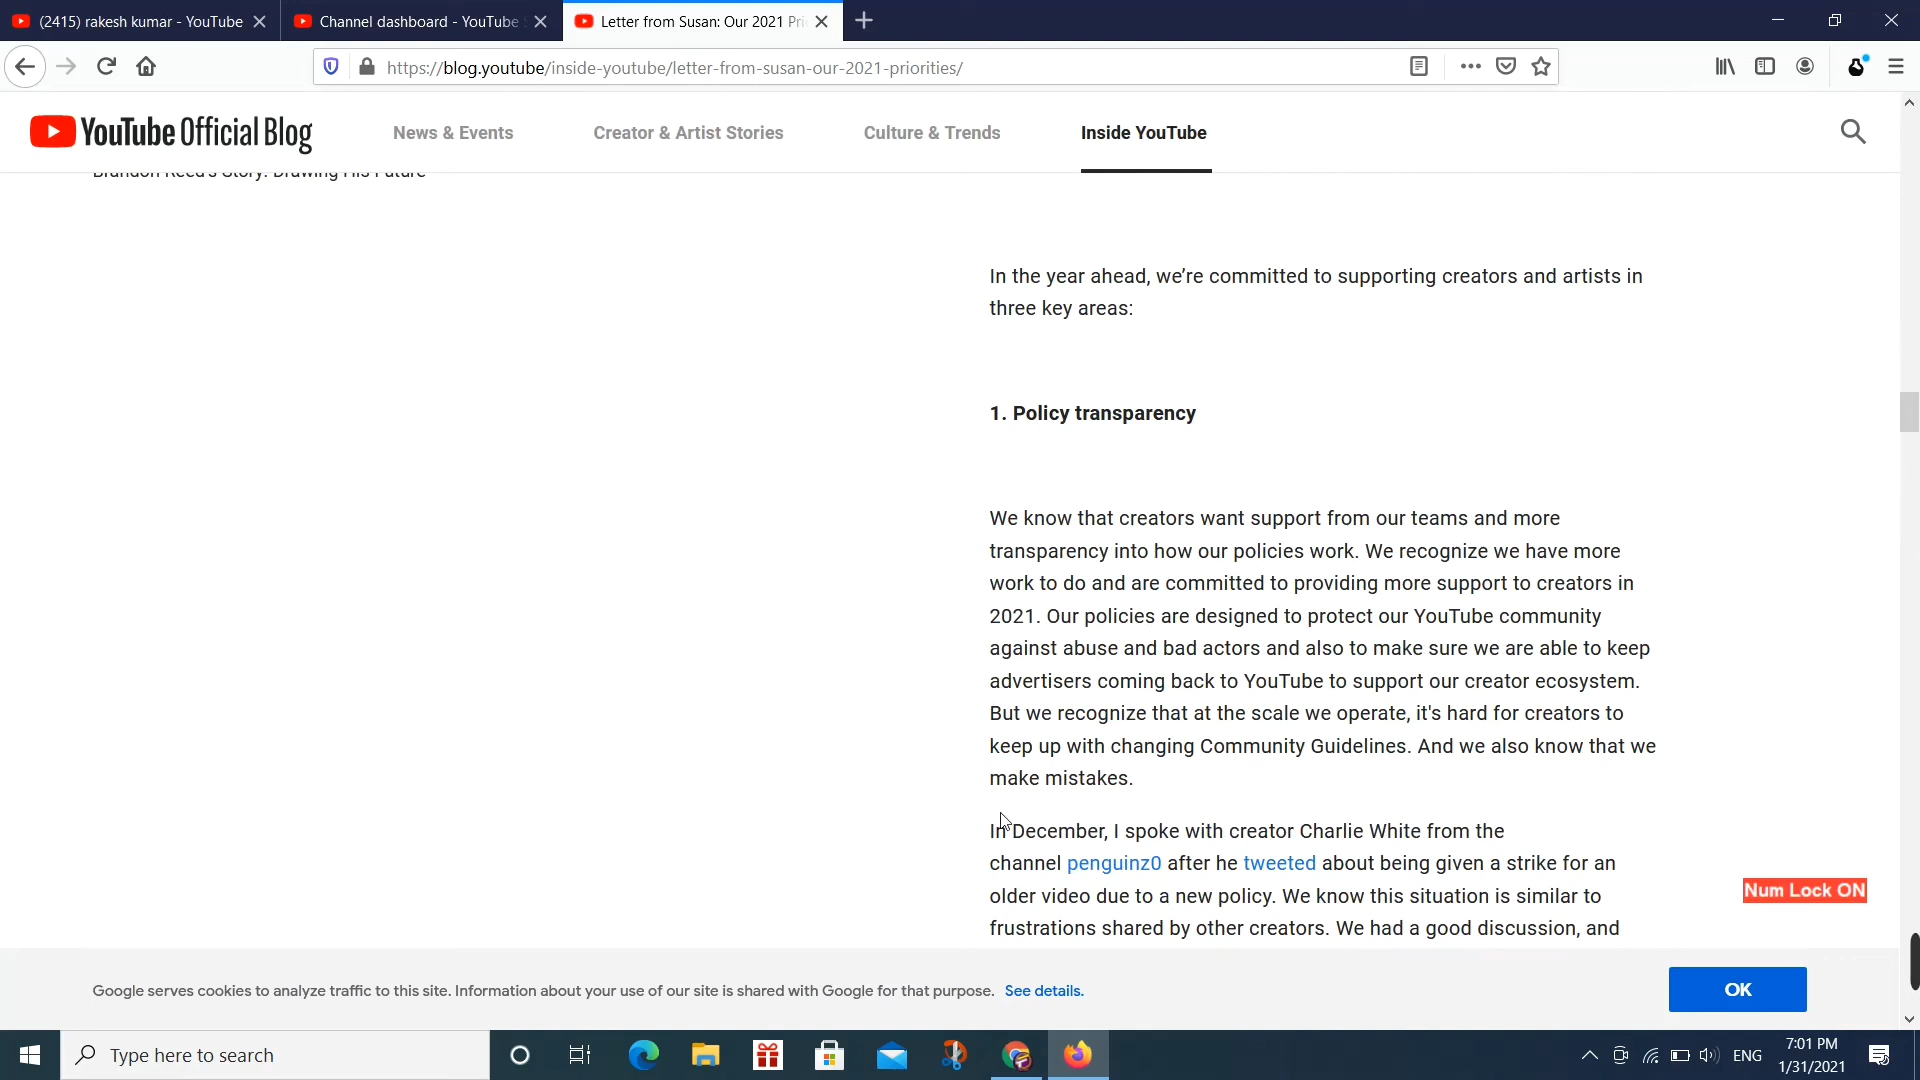 (2415) rakesh kumar - YouTube
Channel dashboard - YouTube S
Letter from Susan: Our 2021 Pri
https://blog.youtube/inside-youtube/letter-from-susan-our-2021-priorities/
YouTube Official Blog
News & Events
Creator & Artist Stories
Culture & Trends
Inside YouTube
Brandon Reed's Story: Drawing His Future
In the year ahead, we’re committed to supporting creators and artists in
three key areas:
1. Policy transparency
We know that creators want support from our teams and more
transparency into how our policies work. We recognize we have more
work to do and are committed to providing more support to creators in
2021. Our policies are designed to protect our YouTube community
against abuse and bad actors and also to make sure we are able to keep
advertisers coming back to YouTube to support our creator ecosystem.
But we recognize that at the scale we operate, it's hard for creators to
keep up with changing Community Guidelines. And we also know that we
make mistakes.
In December, I spoke with creator Charlie White from the
channel penguinz0 after he tweeted about being given a strike for an
older video due to a new policy. We know this situation is similar to
frustrations shared by other creators. We had a good discussion, and
Num Lock ON
Google serves cookies to analyze traffic to this site. Information about your use of our site is shared with Google for that purpose. See details.
OK
Type here to search
ENG
7:01 PM
1/31/2021